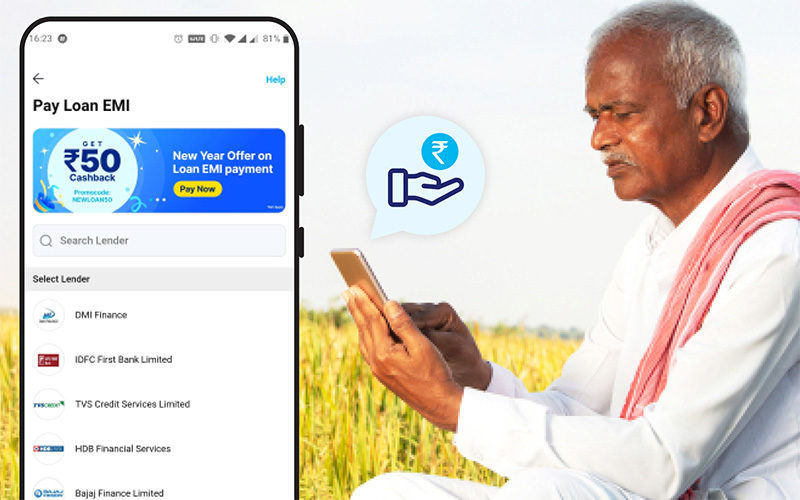 16:23
81%
Help
Pay Loan EMI
GET
₹50
Cashback
Promocode:
NEWLOAN50
New Year Offer on
Loan EMI payment
Pay Now
Search Lender
Select Lender
DMI Finance
IDFC First Bank Limited
TVS Credit Services Limited
HDB Financial Services
Bajaj Finance Limited
₹